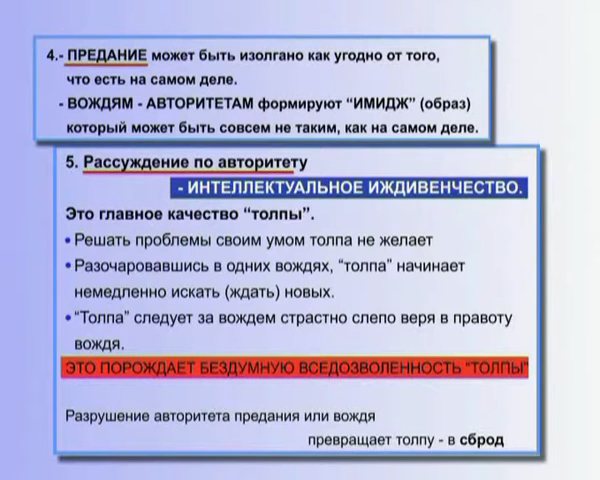 4.- ПРЕДАНИЕ может быть изолгано как угодно от того,
что есть на самом деле.
- ВОЖДЯМ - АВТОРИТЕТАМ формируют “ИМИДЖ” (образ)
который может быть совсем не таким, как на самом деле.
5. Рассуждение по авторитету
- ИНТЕЛЛЕКТУАЛЬНОЕ ИЖДИВЕНЧЕСТВО.
Это главное качество “толпы”.
• Решать проблемы своим умом толпа не желает
• Разочаровавшись в одних вождях, “толпа” начинает
немедленно искать (ждать) новых.
• “Толпа” следует за вождем страстно слепо веря в правоту
вождя.
ЭТО ПОРОЖДАЕТ БЕЗДУМНУЮ ВСЕДОЗВОЛЕННОСТЬ “ТОЛПЫ”
Разрушение авторитета предания или вождя
превращает толпу - в сброд